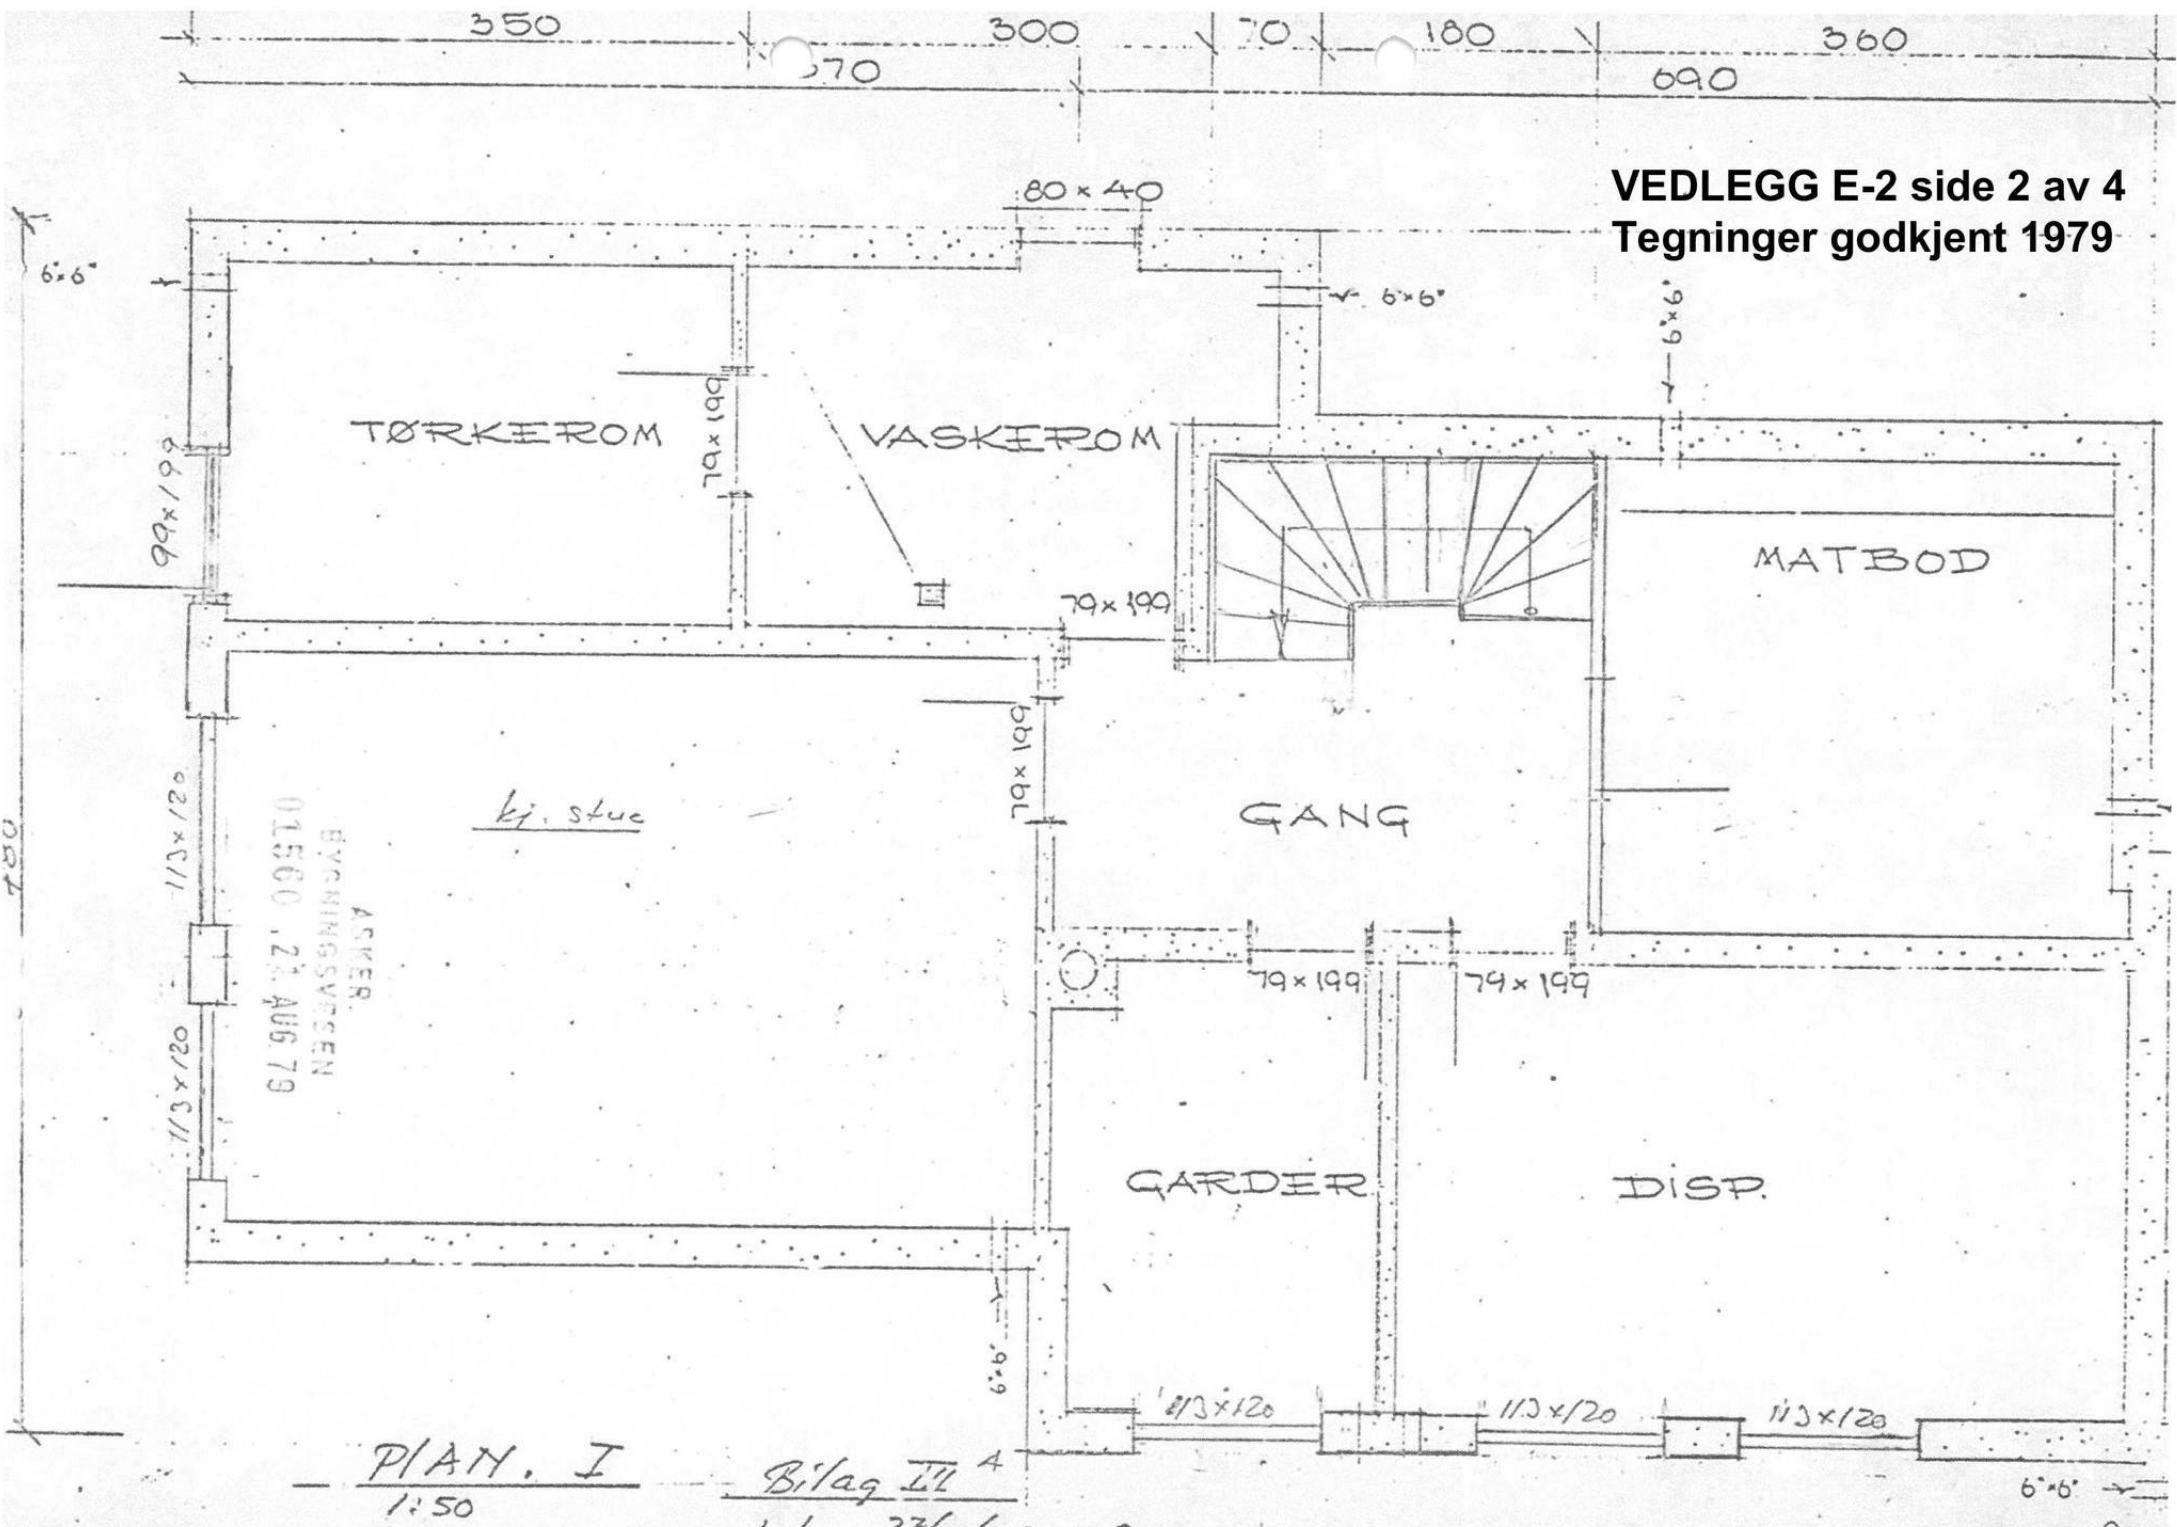 350 300 70 180 360
570 690
80 × 40
VEDLEGG E-2 side 2 av 4
Tegninger godkjent 1979
6"×6"
6"×6"
6"×6"
99×199
TØRKEROM
79×199
VASKEROM
79×199
MATBOD
780
113×120
kj. stue
79×199
GANG
ASKER
BYGNINGSVESEN
01560 . 21. AUG 79
79×199
79×199
113×120
GARDER.
DISP.
6"×6"
113×120
113×120
113×120
PLAN. I
1:50
Bilag III A
6"×6"